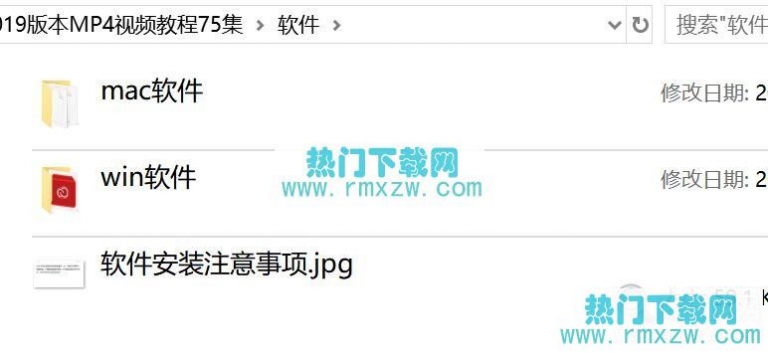 019版本MP4视频教程75集 > 软件 >
搜索"软件
mac软件
修改日期: 2
win软件
修改日期: 2
热门下载网
www.rmxzw.com
软件安装注意事项.jpg
热门下载网
www.rmxzw.com